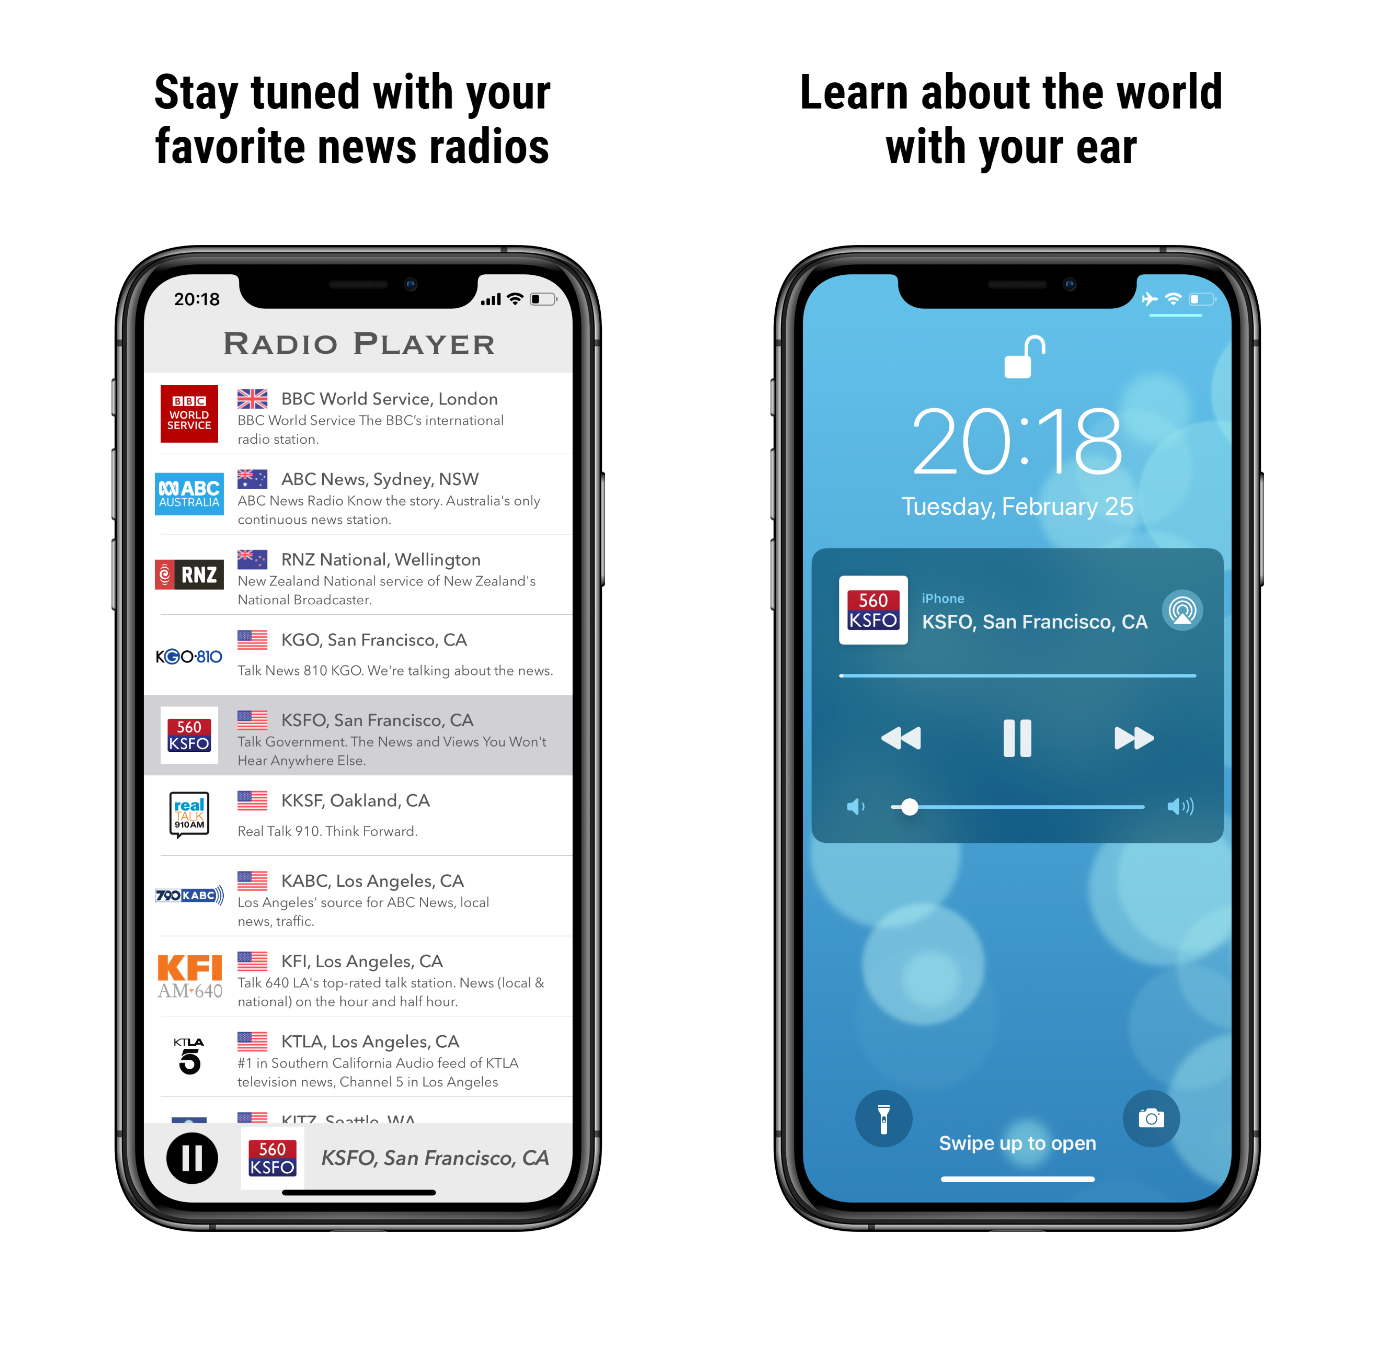 Stay tuned with your
favorite news radios
20:18
RADIO PLAYER
BBC
WORLD
SERVICE
BBC World Service, London
BBC World Service The BBC's international
radio station.
ABC
AUSTRALIA
ABC News, Sydney, NSW
ABC News Radio Know the story. Australia's only
continuous news station.
RNZ
RNZ National, Wellington
New Zealand National service of New Zealand's
National Broadcaster.
KGO·810
KGO, San Francisco, CA
Talk News 810 KGO. We're talking about the news.
560
KSFO
KSFO, San Francisco, CA
Talk Government. The News and Views You Won't
Hear Anywhere Else.
real
TALK
910 AM
KKSF, Oakland, CA
Real Talk 910. Think Forward.
790 KABC
KABC, Los Angeles, CA
Los Angeles' source for ABC News, local
news, traffic.
KFI
AM·640
KFI, Los Angeles, CA
Talk 640 LA's top-rated talk station. News (local &
national) on the hour and half hour.
KTLA
5
KTLA, Los Angeles, CA
#1 in Southern California Audio feed of KTLA
television news, Channel 5 in Los Angeles
KITZ, Seattle, WA
560
KSFO
KSFO, San Francisco, CA
Learn about the world
with your ear
20:18
Tuesday, February 25
560
KSFO
iPhone
KSFO, San Francisco, CA
Swipe up to open